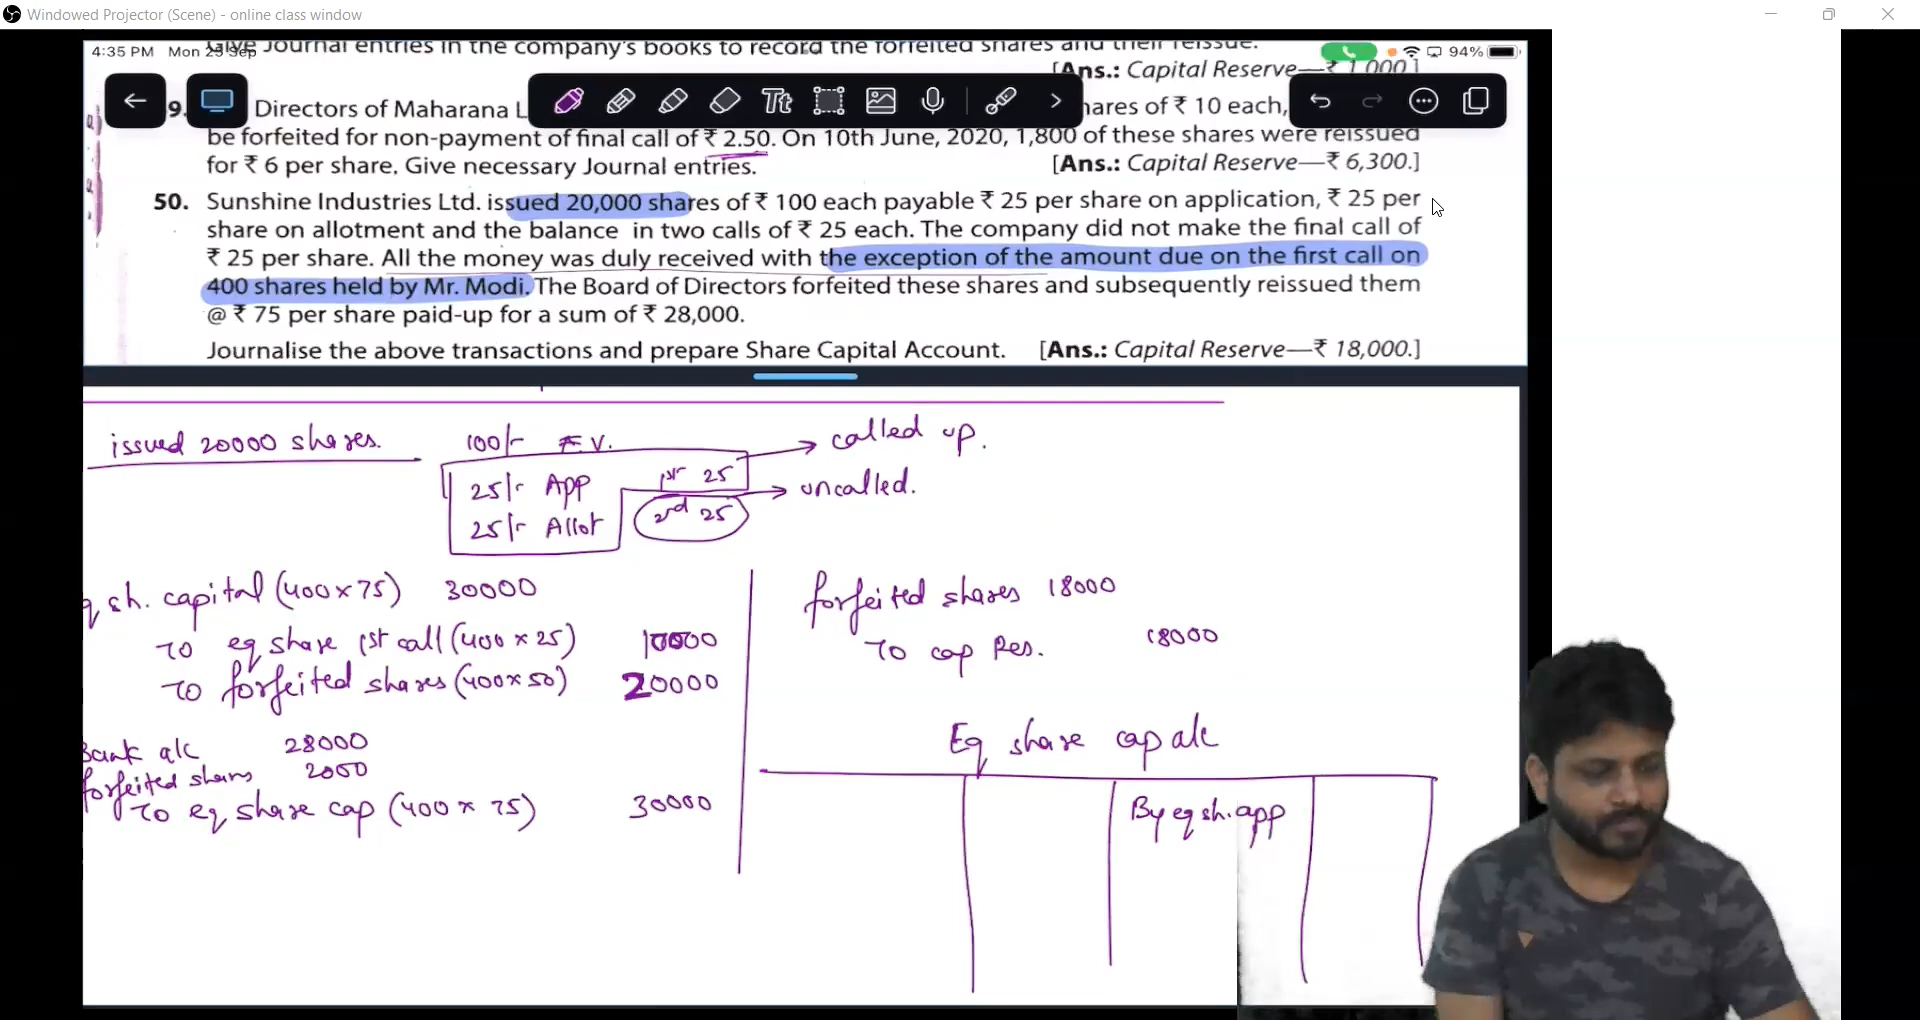 Windowed Projector (Scene) - online class window
4:35 PM Mon 25 Sep
94%
Give Journal entries in the company's books to record the forfeited shares and their reissue.
[Ans.: Capital Reserve—₹ 1,000]
9. Directors of Maharana L
hares of ₹ 10 each,
be forfeited for non-payment of final call of ₹ 2.50. On 10th June, 2020, 1,800 of these shares were reissued
for ₹ 6 per share. Give necessary Journal entries. [Ans.: Capital Reserve—₹ 6,300.]
50. Sunshine Industries Ltd. issued 20,000 shares of ₹ 100 each payable ₹ 25 per share on application, ₹ 25 per
share on allotment and the balance in two calls of ₹ 25 each. The company did not make the final call of
₹ 25 per share. All the money was duly received with the exception of the amount due on the first call on
400 shares held by Mr. Modi. The Board of Directors forfeited these shares and subsequently reissued them
@ ₹ 75 per share paid-up for a sum of ₹ 28,000.
Journalise the above transactions and prepare Share Capital Account. [Ans.: Capital Reserve—₹ 18,000.]
issued 20000 shares. 100/- F.V.
called up.
25/- App 1st 25
uncalled.
25/- Allot 2nd 25
q sh. capital (400×75) 30000
To eq share 1st call (400×25) 10000
To forfeited shares (400×50) 20000
Bank a/c 28000
forfeited shares 2000
To eq share cap (400×75) 30000
forfeited shares 18000
To cap Res. 18000
Eq share cap a/c
By eq sh. app